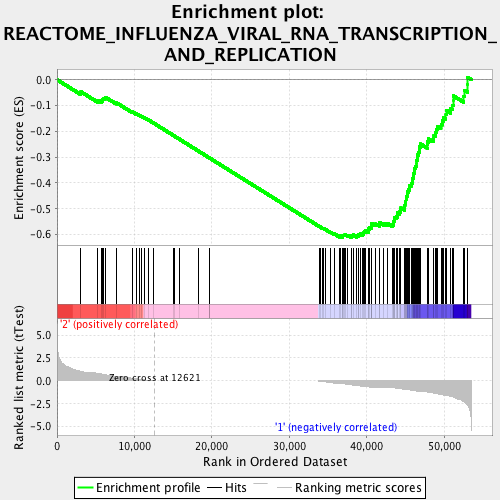 Enrichment plot:
REACTOME_INFLUENZA_VIRAL_RNA_TRANSCRIPTION_
AND_REPLICATION
Enrichment score (ES)
0.0
-0.1
-0.2
-0.3
-0.4
-0.5
-0.6
'2' (positively correlated)
Ranked list metric (tTest)
5.0
2.5
0.0
-2.5
-5.0
Zero cross at 12621
'1' (negatively correlated)
0
10,000
20,000
30,000
40,000
50,000
Rank in Ordered Dataset
Enrichment profile
Hits
Ranking metric scores